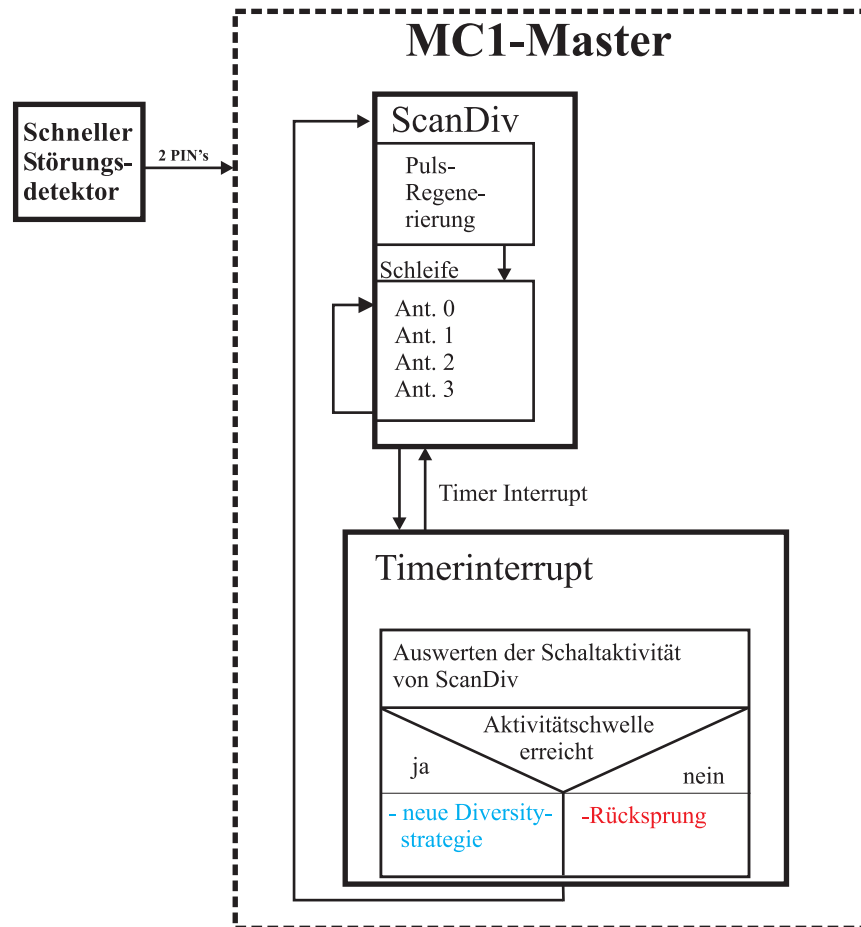 MC1-Master
Schneller
Störungs-
detektor
2 PIN's
ScanDiv
Puls-
Regene-
rierung
Schleife
Ant. 0
Ant. 1
Ant. 2
Ant. 3
Timer Interrupt
Timerinterrupt
Auswerten der Schaltaktivität
von ScanDiv
Aktivitätschwelle
erreicht
ja
nein
- neue Diversity-
strategie
-Rücksprung